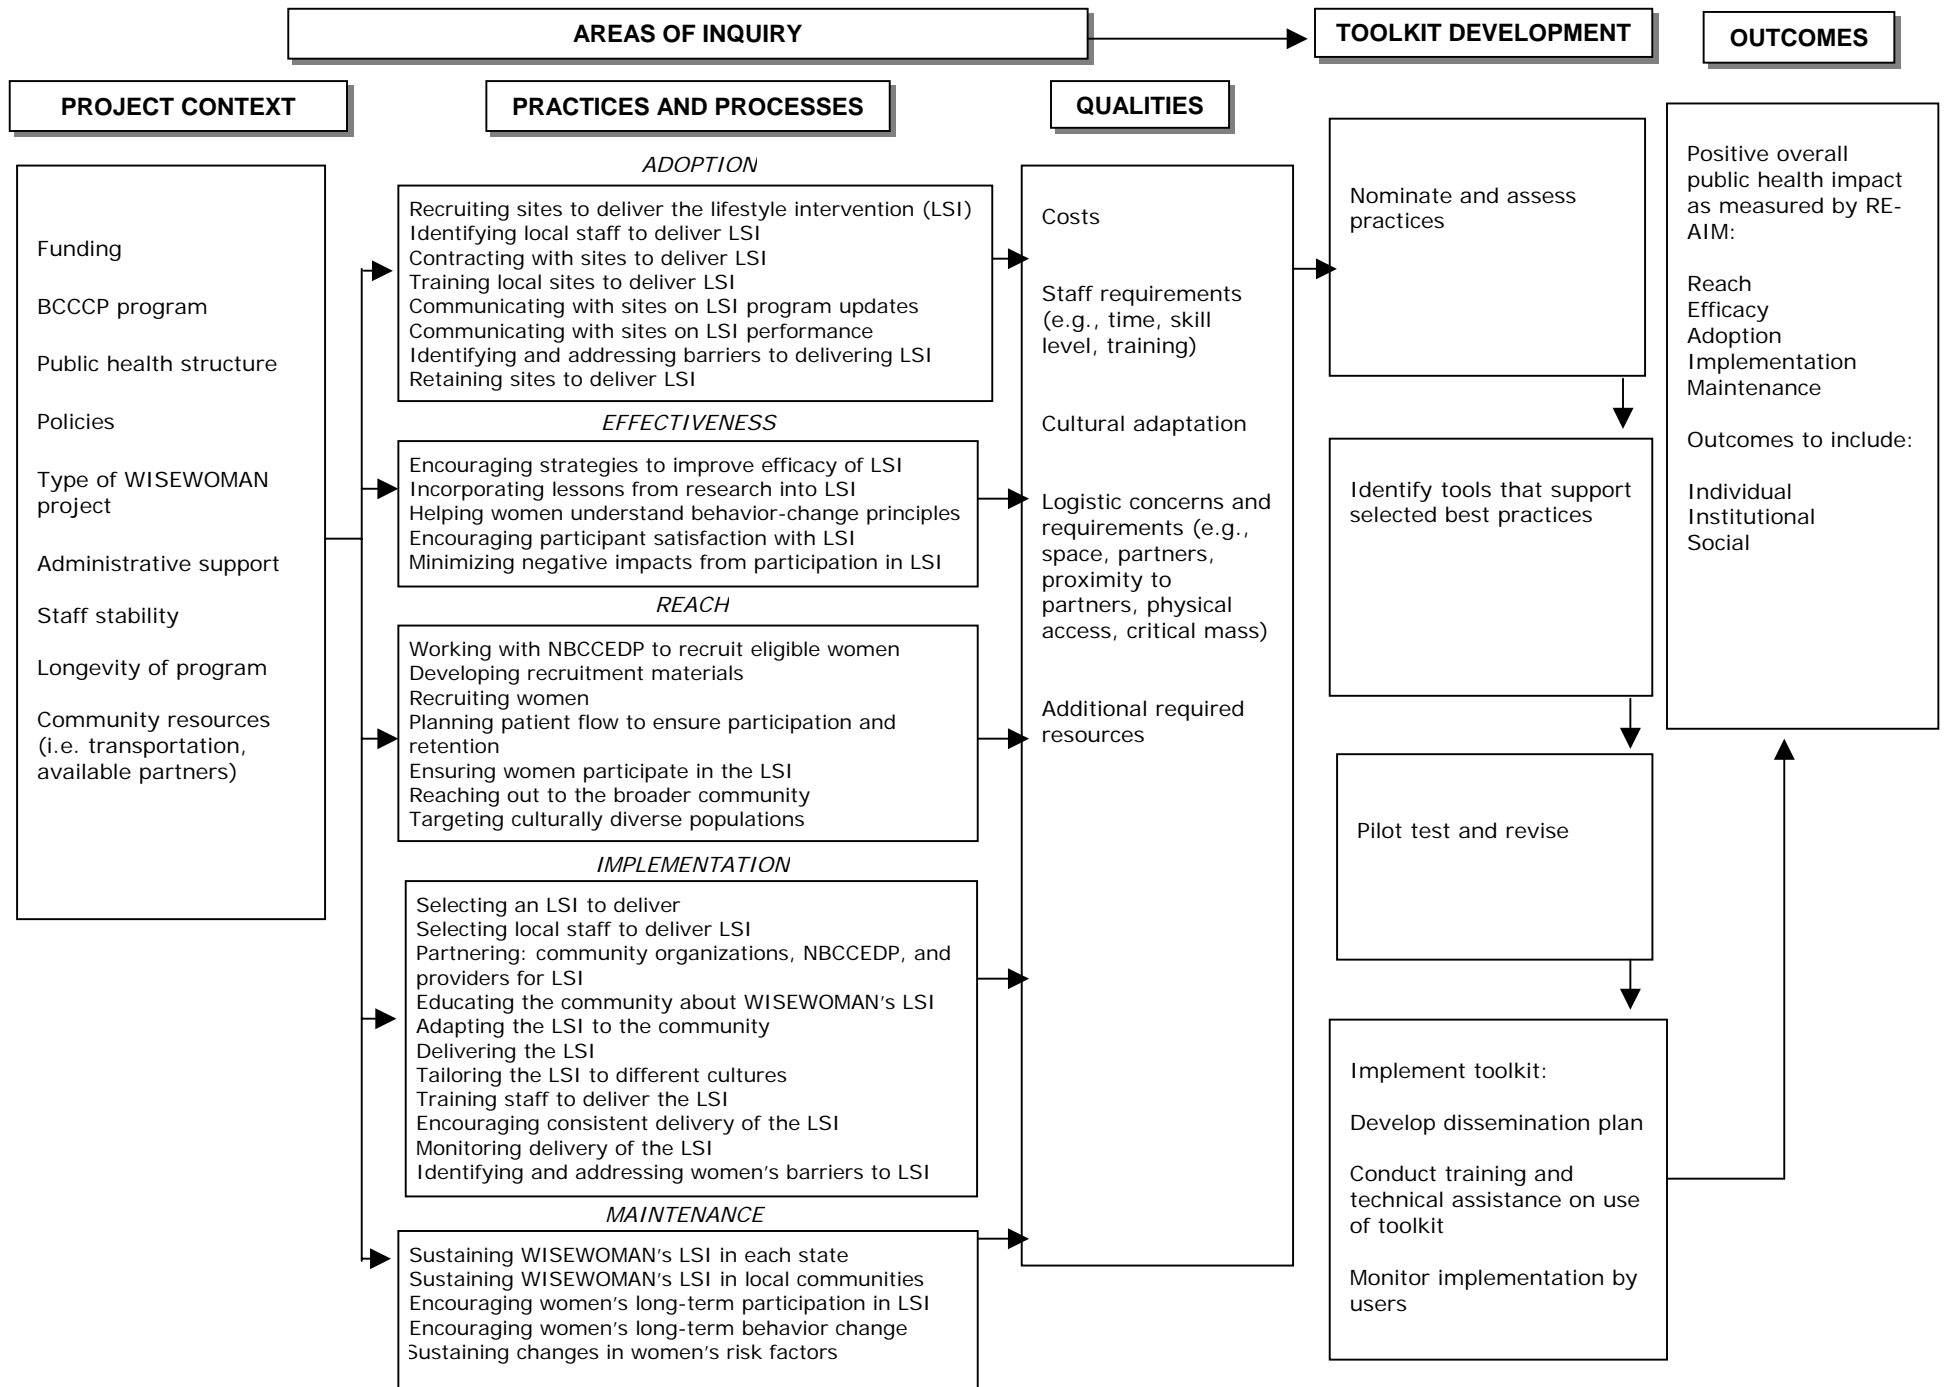 AREAS OF INQUIRY
TOOLKIT DEVELOPMENT
OUTCOMES
PROJECT CONTEXT
PRACTICES AND PROCESSES
QUALITIES
Funding
BCCCP program
Public health structure
Policies
Type of WISEWOMAN
project
Administrative support
Staff stability
Longevity of program
Community resources
(i.e. transportation,
available partners)
ADOPTION
Recruiting sites to deliver the lifestyle intervention (LSI)
Identifying local staff to deliver LSI
Contracting with sites to deliver LSI
Training local sites to deliver LSI
Communicating with sites on LSI program updates
Communicating with sites on LSI performance
Identifying and addressing barriers to delivering LSI
Retaining sites to deliver LSI
EFFECTIVENESS
Encouraging strategies to improve efficacy of LSI
Incorporating lessons from research into LSI
Helping women understand behavior-change principles
Encouraging participant satisfaction with LSI
Minimizing negative impacts from participation in LSI
REACH
Working with NBCCEDP to recruit eligible women
Developing recruitment materials
Recruiting women
Planning patient flow to ensure participation and
retention
Ensuring women participate in the LSI
Reaching out to the broader community
Targeting culturally diverse populations
IMPLEMENTATION
Selecting an LSI to deliver
Selecting local staff to deliver LSI
Partnering: community organizations, NBCCEDP, and
providers for LSI
Educating the community about WISEWOMAN's LSI
Adapting the LSI to the community
Delivering the LSI
Tailoring the LSI to different cultures
Training staff to deliver the LSI
Encouraging consistent delivery of the LSI
Monitoring delivery of the LSI
Identifying and addressing women's barriers to LSI
MAINTENANCE
Sustaining WISEWOMAN's LSI in each state
Sustaining WISEWOMAN's LSI in local communities
Encouraging women's long-term participation in LSI
Encouraging women's long-term behavior change
Sustaining changes in women's risk factors
Costs
Staff requirements
(e.g., time, skill
level, training)
Cultural adaptation
Logistic concerns and
requirements (e.g.,
space, partners,
proximity to
partners, physical
access, critical mass)
Additional required
resources
Nominate and assess
practices
Identify tools that support
selected best practices
Pilot test and revise
Implement toolkit:
Develop dissemination plan
Conduct training and
technical assistance on use
of toolkit
Monitor implementation by
users
Positive overall
public health impact
as measured by RE-
AIM:
Reach
Efficacy
Adoption
Implementation
Maintenance
Outcomes to include:
Individual
Institutional
Social